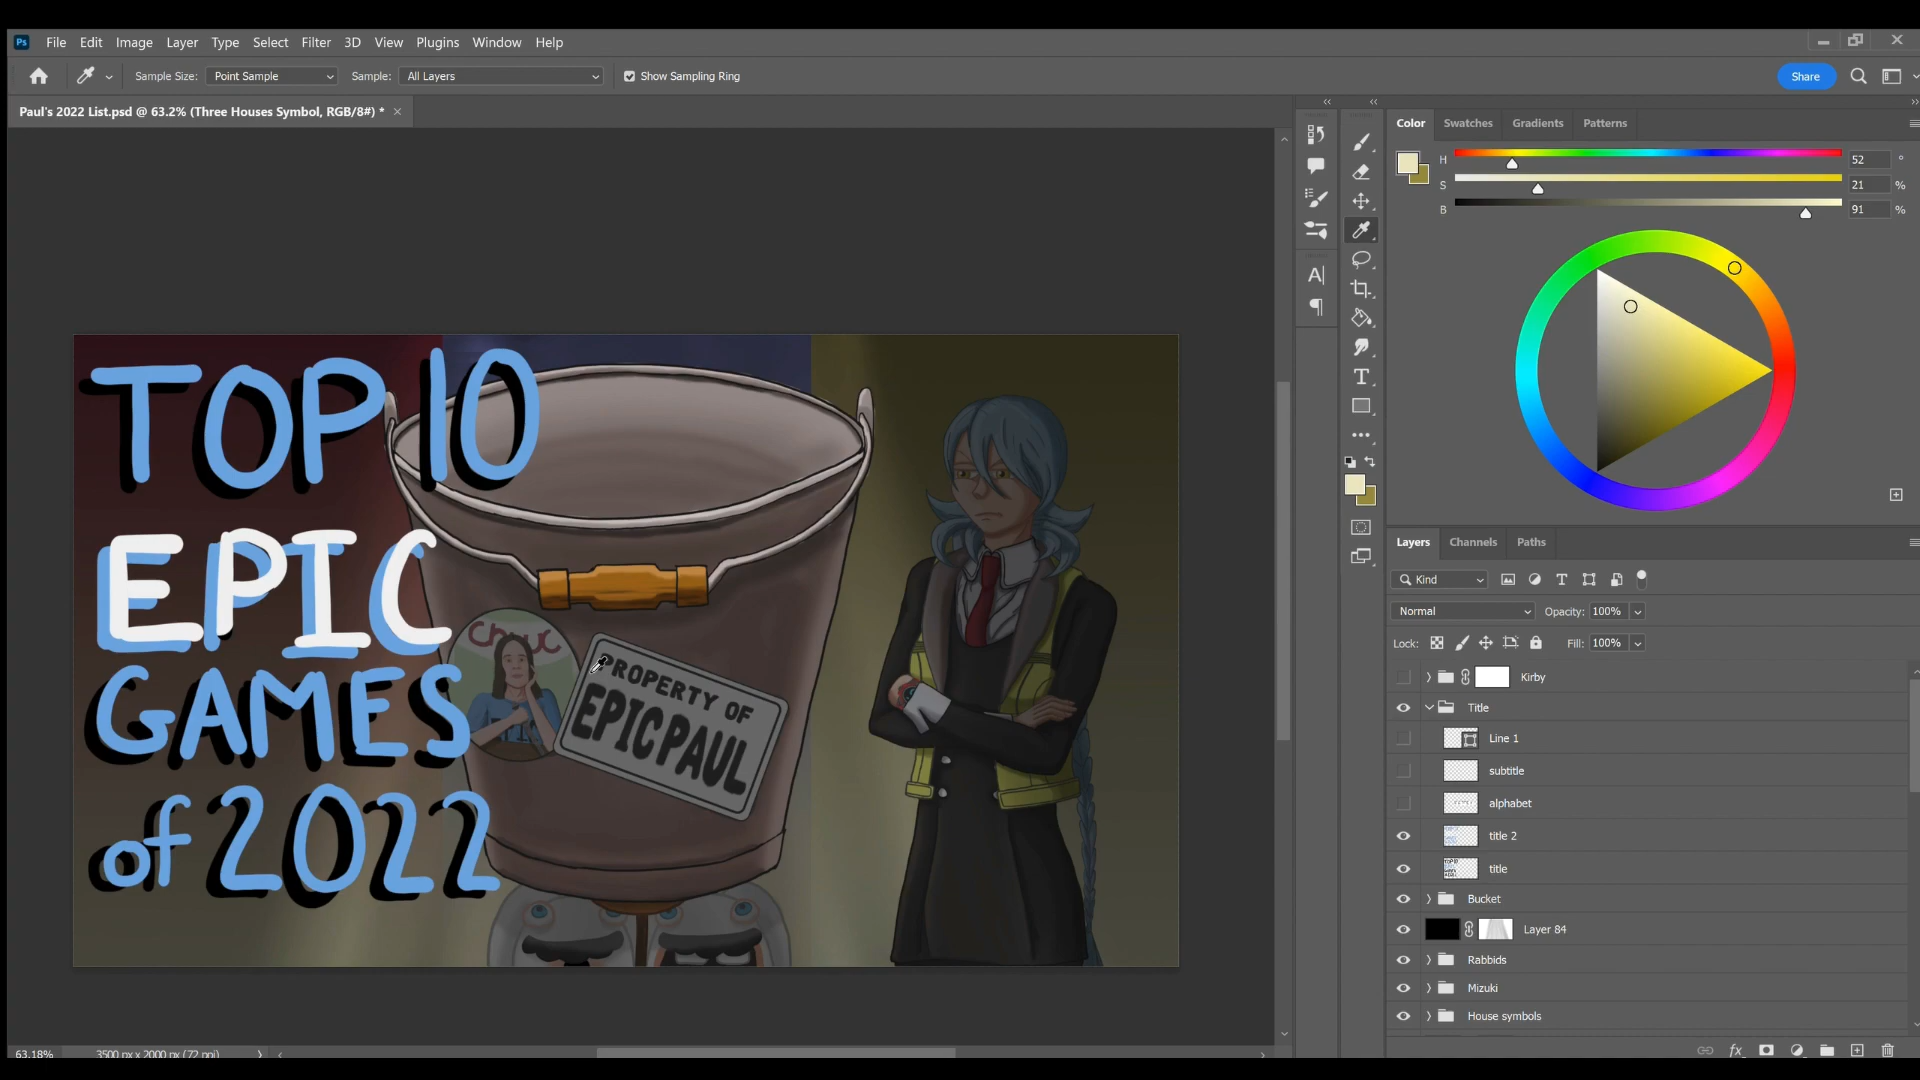 Ps File Edit Image Layer Type Select Filter 3D View Plugins Window Help
Sample Size: Point Sample Sample: All Layers Show Sampling Ring Share
Paul's 2022 List.psd @ 63.2% (Three Houses Symbol, RGB/8#) * ×
Color Swatches Gradients Patterns
H 52 °
S 21 %
B 91 %
TOP 10
EPIC
GAMES
of 2022
PROPERTY OF
EPICPAUL
Layers Channels Paths
Kind
Normal Opacity: 100%
Lock: Fill: 100%
Kirby
Title
Line 1
subtitle
alphabet
title 2
title
Bucket
Layer 84
Rabbids
Mizuki
House symbols
63.18% 3500 px x 2000 px (72 ppi)